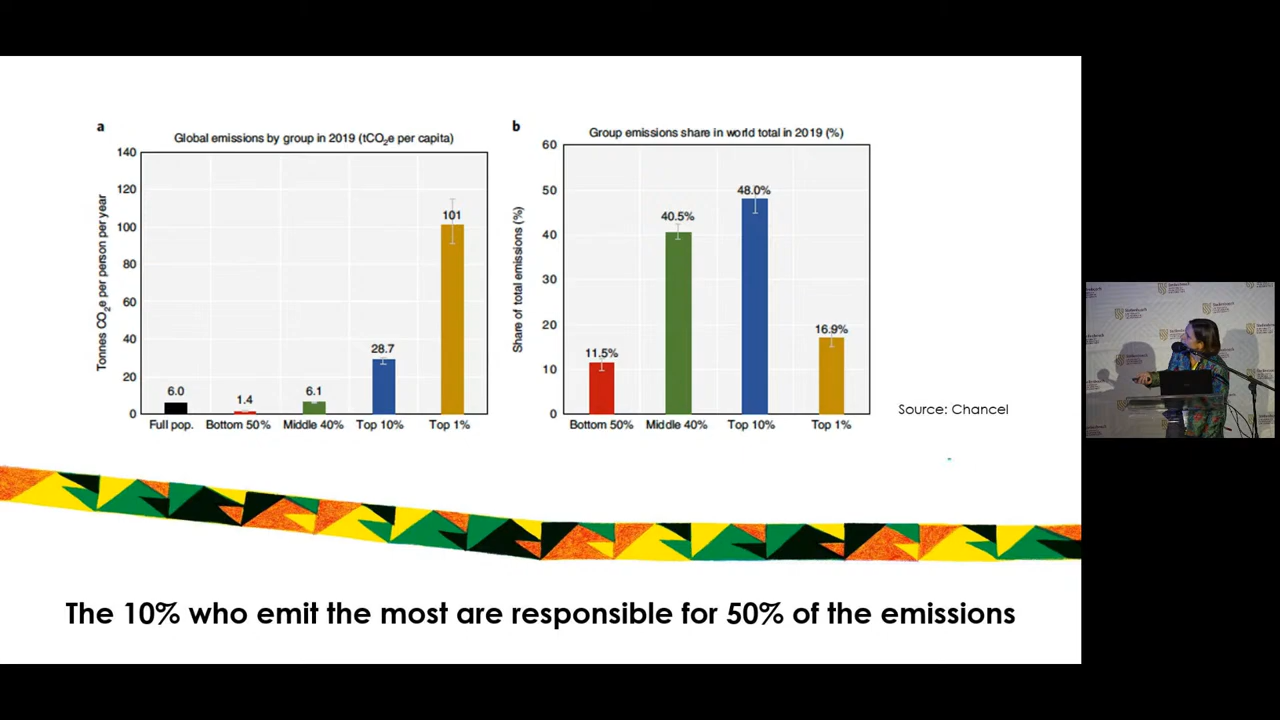 a
Global emissions by group in 2019 (tCO₂e per capita)
Tonnes CO₂e per person per year
140
120
100
80
60
40
20
0
6.0
1.4
6.1
28.7
101
Full pop.
Bottom 50%
Middle 40%
Top 10%
Top 1%
b
Group emissions share in world total in 2019 (%)
Share of total emissions (%)
60
50
40
30
20
10
0
11.5%
40.5%
48.0%
16.9%
Bottom 50%
Middle 40%
Top 10%
Top 1%
Source: Chancel
The 10% who emit the most are responsible for 50% of the emissions